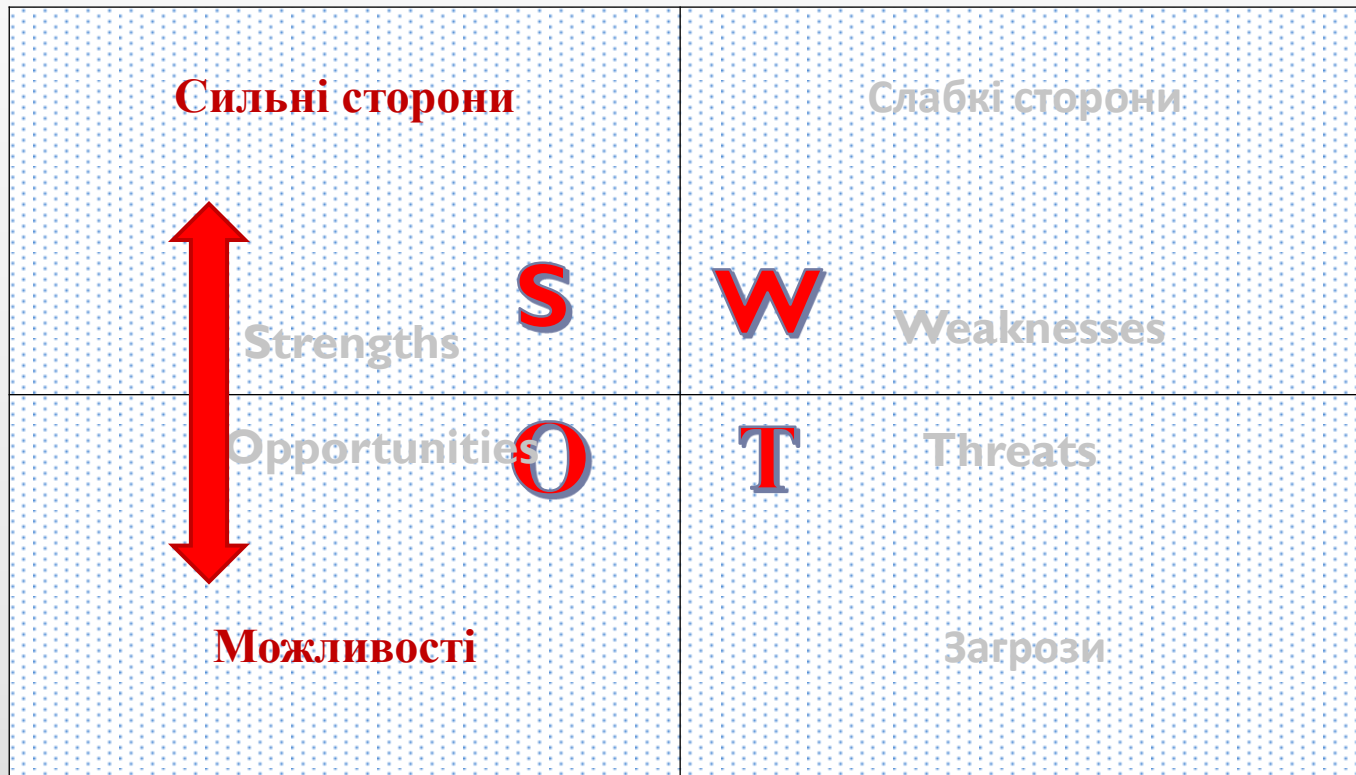 Сильні сторони
Слабкі сторони
S
W
Strengths
Weaknesses
Opportunities
O
T
Threats
Можливості
Загрози